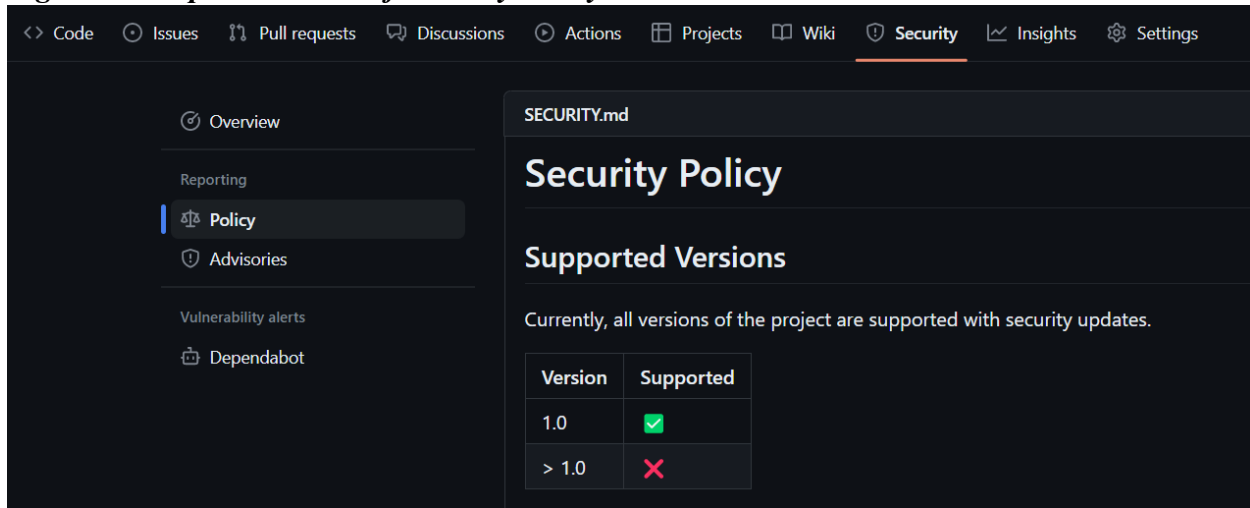 Code Issues Pull requests Discussions Actions Projects Wiki Security Insights Settings
Overview
Reporting
Policy
Advisories
Vulnerability alerts
Dependabot
SECURITY.md
Security Policy
Supported Versions
Currently, all versions of the project are supported with security updates.
Version Supported
1.0 ✅
> 1.0 ❌